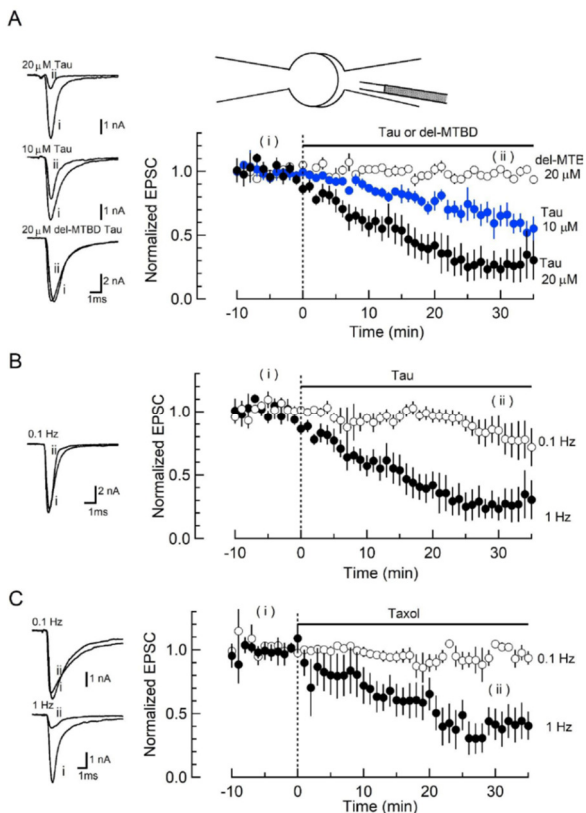 A
20 μM Tau
ii
i
1 nA
10 μM Tau
ii
i
1 nA
20 μM del-MTBD Tau
ii
i
2 nA
1ms
( i )
Tau or del-MTBD
( ii )
del-MTB
20 μM
Tau
10 μM
Tau
20 μM
Normalized EPSC
1.0
0.5
0.0
-10 0 10 20 30
Time (min)
B
0.1 Hz
ii
i
2 nA
1ms
( i )
Tau
( ii )
0.1 Hz
1 Hz
Normalized EPSC
1.0
0.5
0.0
-10 0 10 20 30
Time (min)
C
0.1 Hz
ii
i
1 nA
1 Hz
ii
i
1 nA
1ms
( i )
Taxol
0.1 Hz
( ii )
1 Hz
Normalized EPSC
1.0
0.5
0.0
-10 0 10 20 30
Time (min)